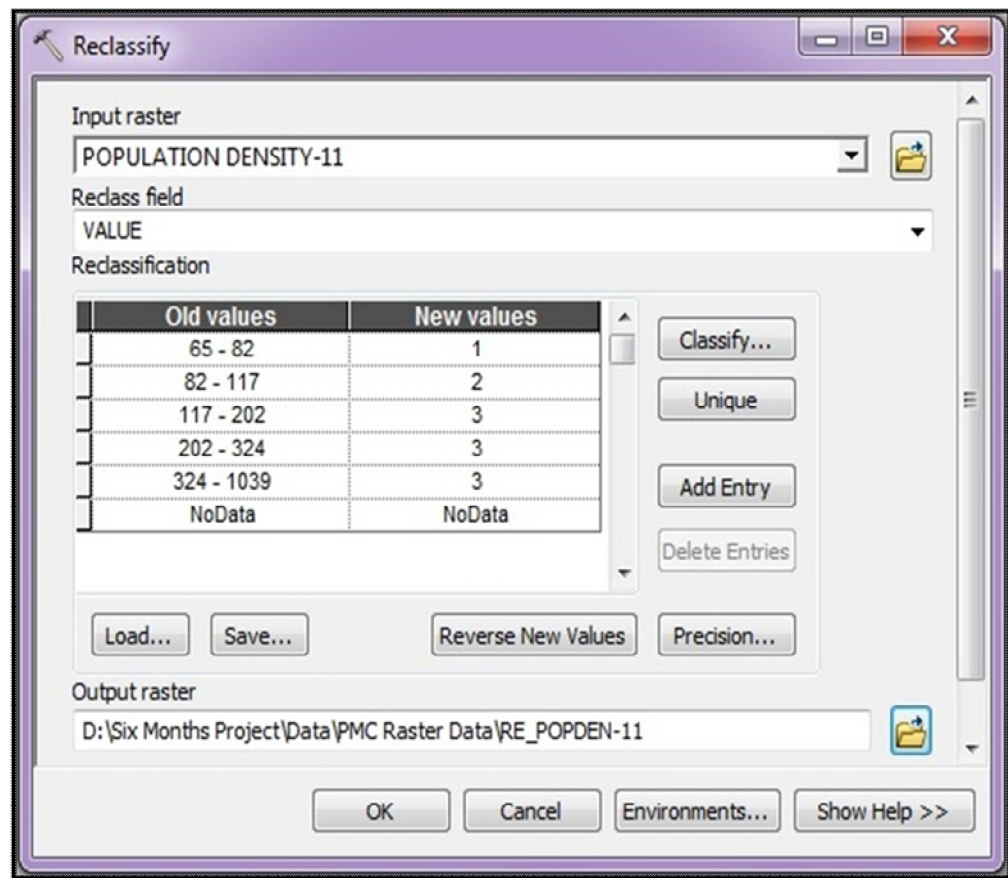 Reclassify
Input raster
POPULATION DENSITY-11
Reclass field
VALUE
Reclassification
Old values New values
65 - 82 1
82 - 117 2
117 - 202 3
202 - 324 3
324 - 1039 3
NoData NoData
Classify...
Unique
Add Entry
Delete Entries
Load... Save... Reverse New Values Precision...
Output raster
D:\Six Months Project\Data\PMC Raster Data\RE_POPDEN-11
OK Cancel Environments... Show Help >>